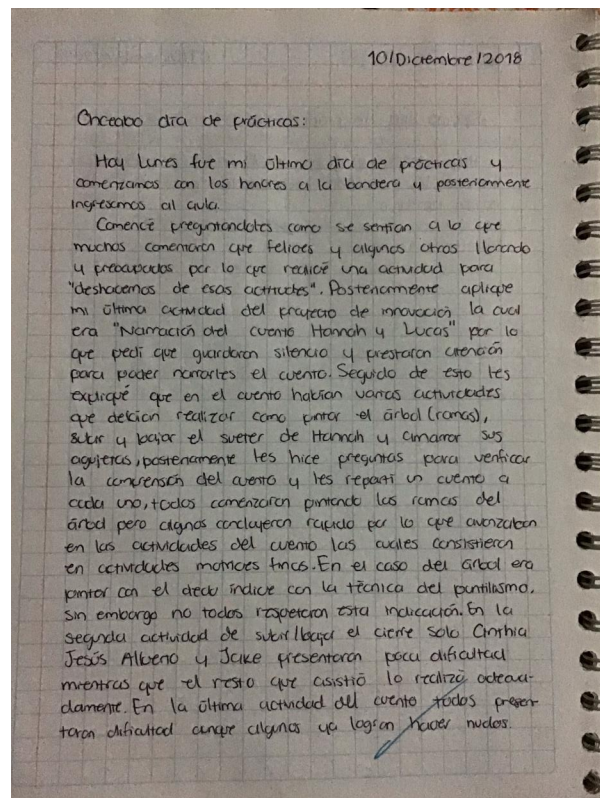 10/Diciembre/2018
Onceabo día de prácticas:
Hoy Lunes fue mi último día de prácticas y
comenzamos con los honores a la bandera y posteriormente
ingresamos al aula.
Comencé preguntandoles como se sentían a lo que
muchos comentaron que felices y algunos otros llorando
y preocupados por lo que realicé una actividad para
"deshacernos de esas actitudes". Posteriormente aplique
mi última actividad del proyecto de innovación la cual
era "Narración del cuento Hannah y Lucas" por lo
que pedí que guardaran silencio y prestaran atención
para poder narrarles el cuento. Seguido de esto les
expliqué que en el cuento habían varias actividades
que debían realizar como pintar el árbol (ramas),
subir y bajar el sueter de Hannah y amarrar sus
agujetas, posteriamente les hice preguntas para verificar
la comprensión del cuento y les repartí un cuento a
cada uno, todos comenzaron pintando las ramas del
árbol pero algnos concluyeron rapido por lo que avanzaban
en las actividades del cuento las cuales consistieron
en actividades motrices finas. En el caso del árbol era
pintar con el dedo índice con la técnica del puntillismo,
sin embargo no todos respetaron esta indicación. En la
segunda actividad de subir/bajar el cierre solo Cinthia
Jesús Alberto y Jake presentaron poca dificultad
mientras que el resto que asistió lo realizó adecua-
damente. En la última actividad del cuento todos presen-
taron dificultad aunque algunos ya logran hacer nudos.